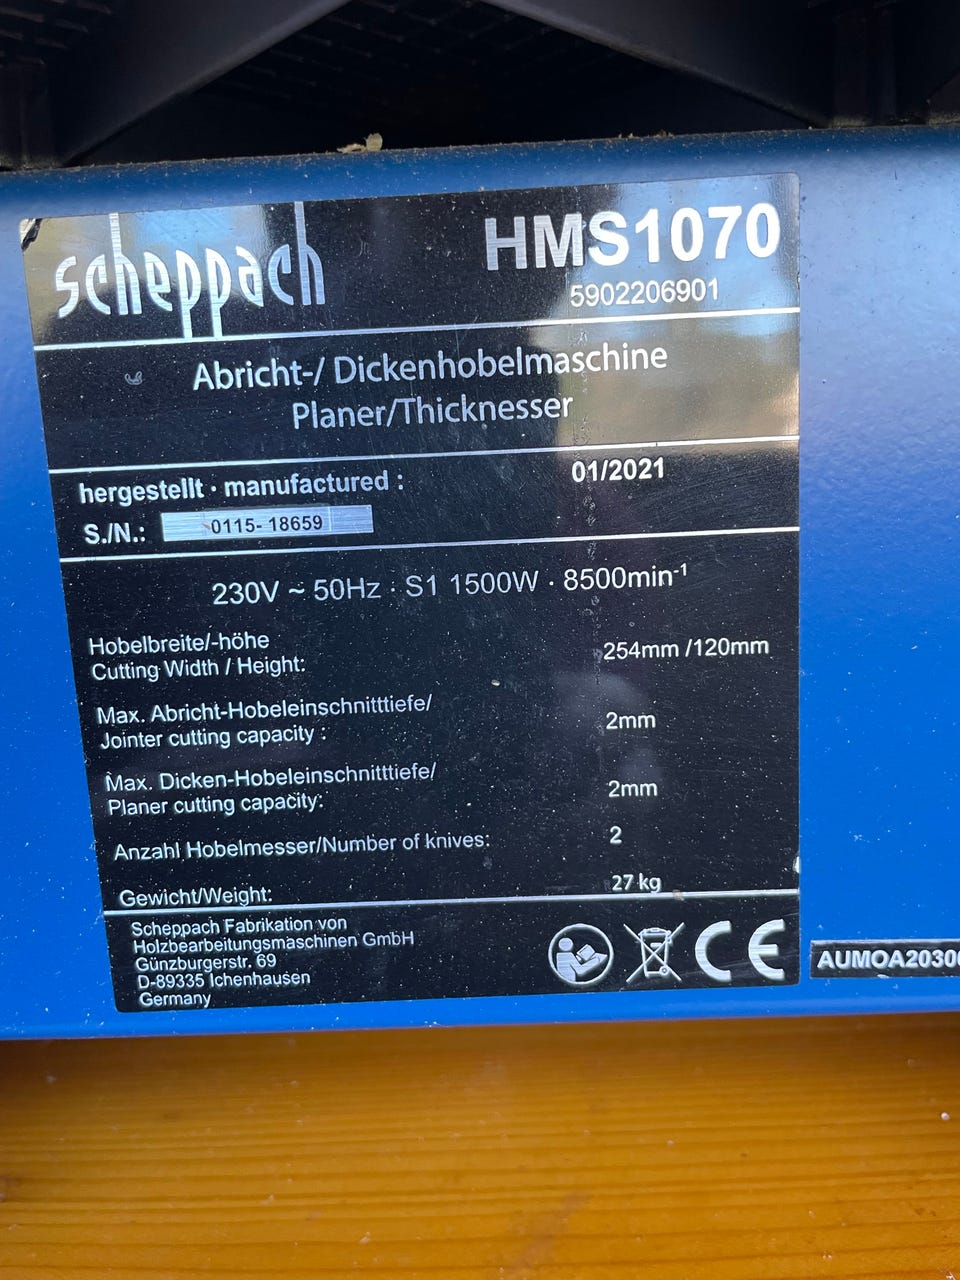 scheppach
HMS1070
5902206901
Abricht-/ Dickenhobelmaschine
Planer/Thicknesser
hergestellt · manufactured : 01/2021
S./N.: 0115- 18659
230V ~ 50Hz · S1 1500W · 8500min⁻¹
Hobelbreite/-höhe
Cutting Width / Height: 254mm /120mm
Max. Abricht-Hobeleinschnitttiefe/
Jointer cutting capacity : 2mm
Max. Dicken-Hobeleinschnitttiefe/
Planer cutting capacity: 2mm
Anzahl Hobelmesser/Number of knives: 2
Gewicht/Weight: 27 kg
Scheppach Fabrikation von
Holzbearbeitungsmaschinen GmbH
Günzburgerstr. 69
D-89335 Ichenhausen
Germany
CE